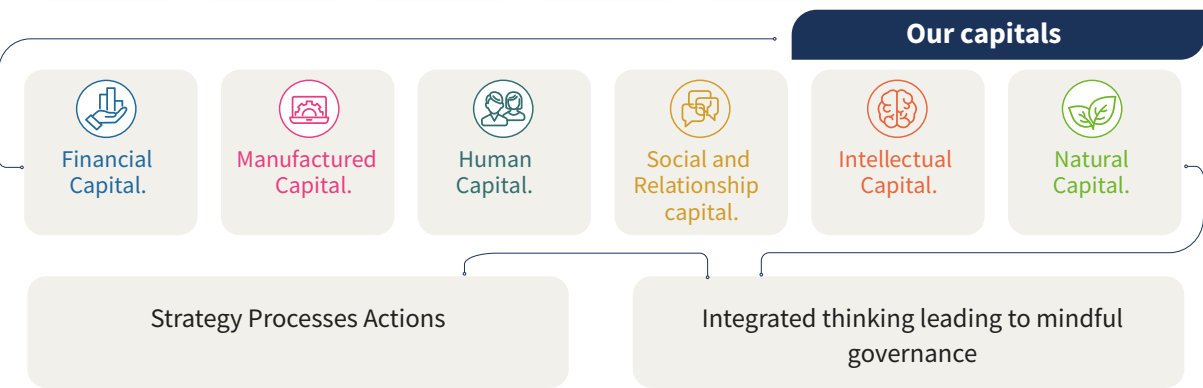 Our capitals
Financial
Capital.
Manufactured
Capital.
Human
Capital.
Social and
Relationship
capital.
Intellectual
Capital.
Natural
Capital.
Strategy Processes Actions
Integrated thinking leading to mindful
governance